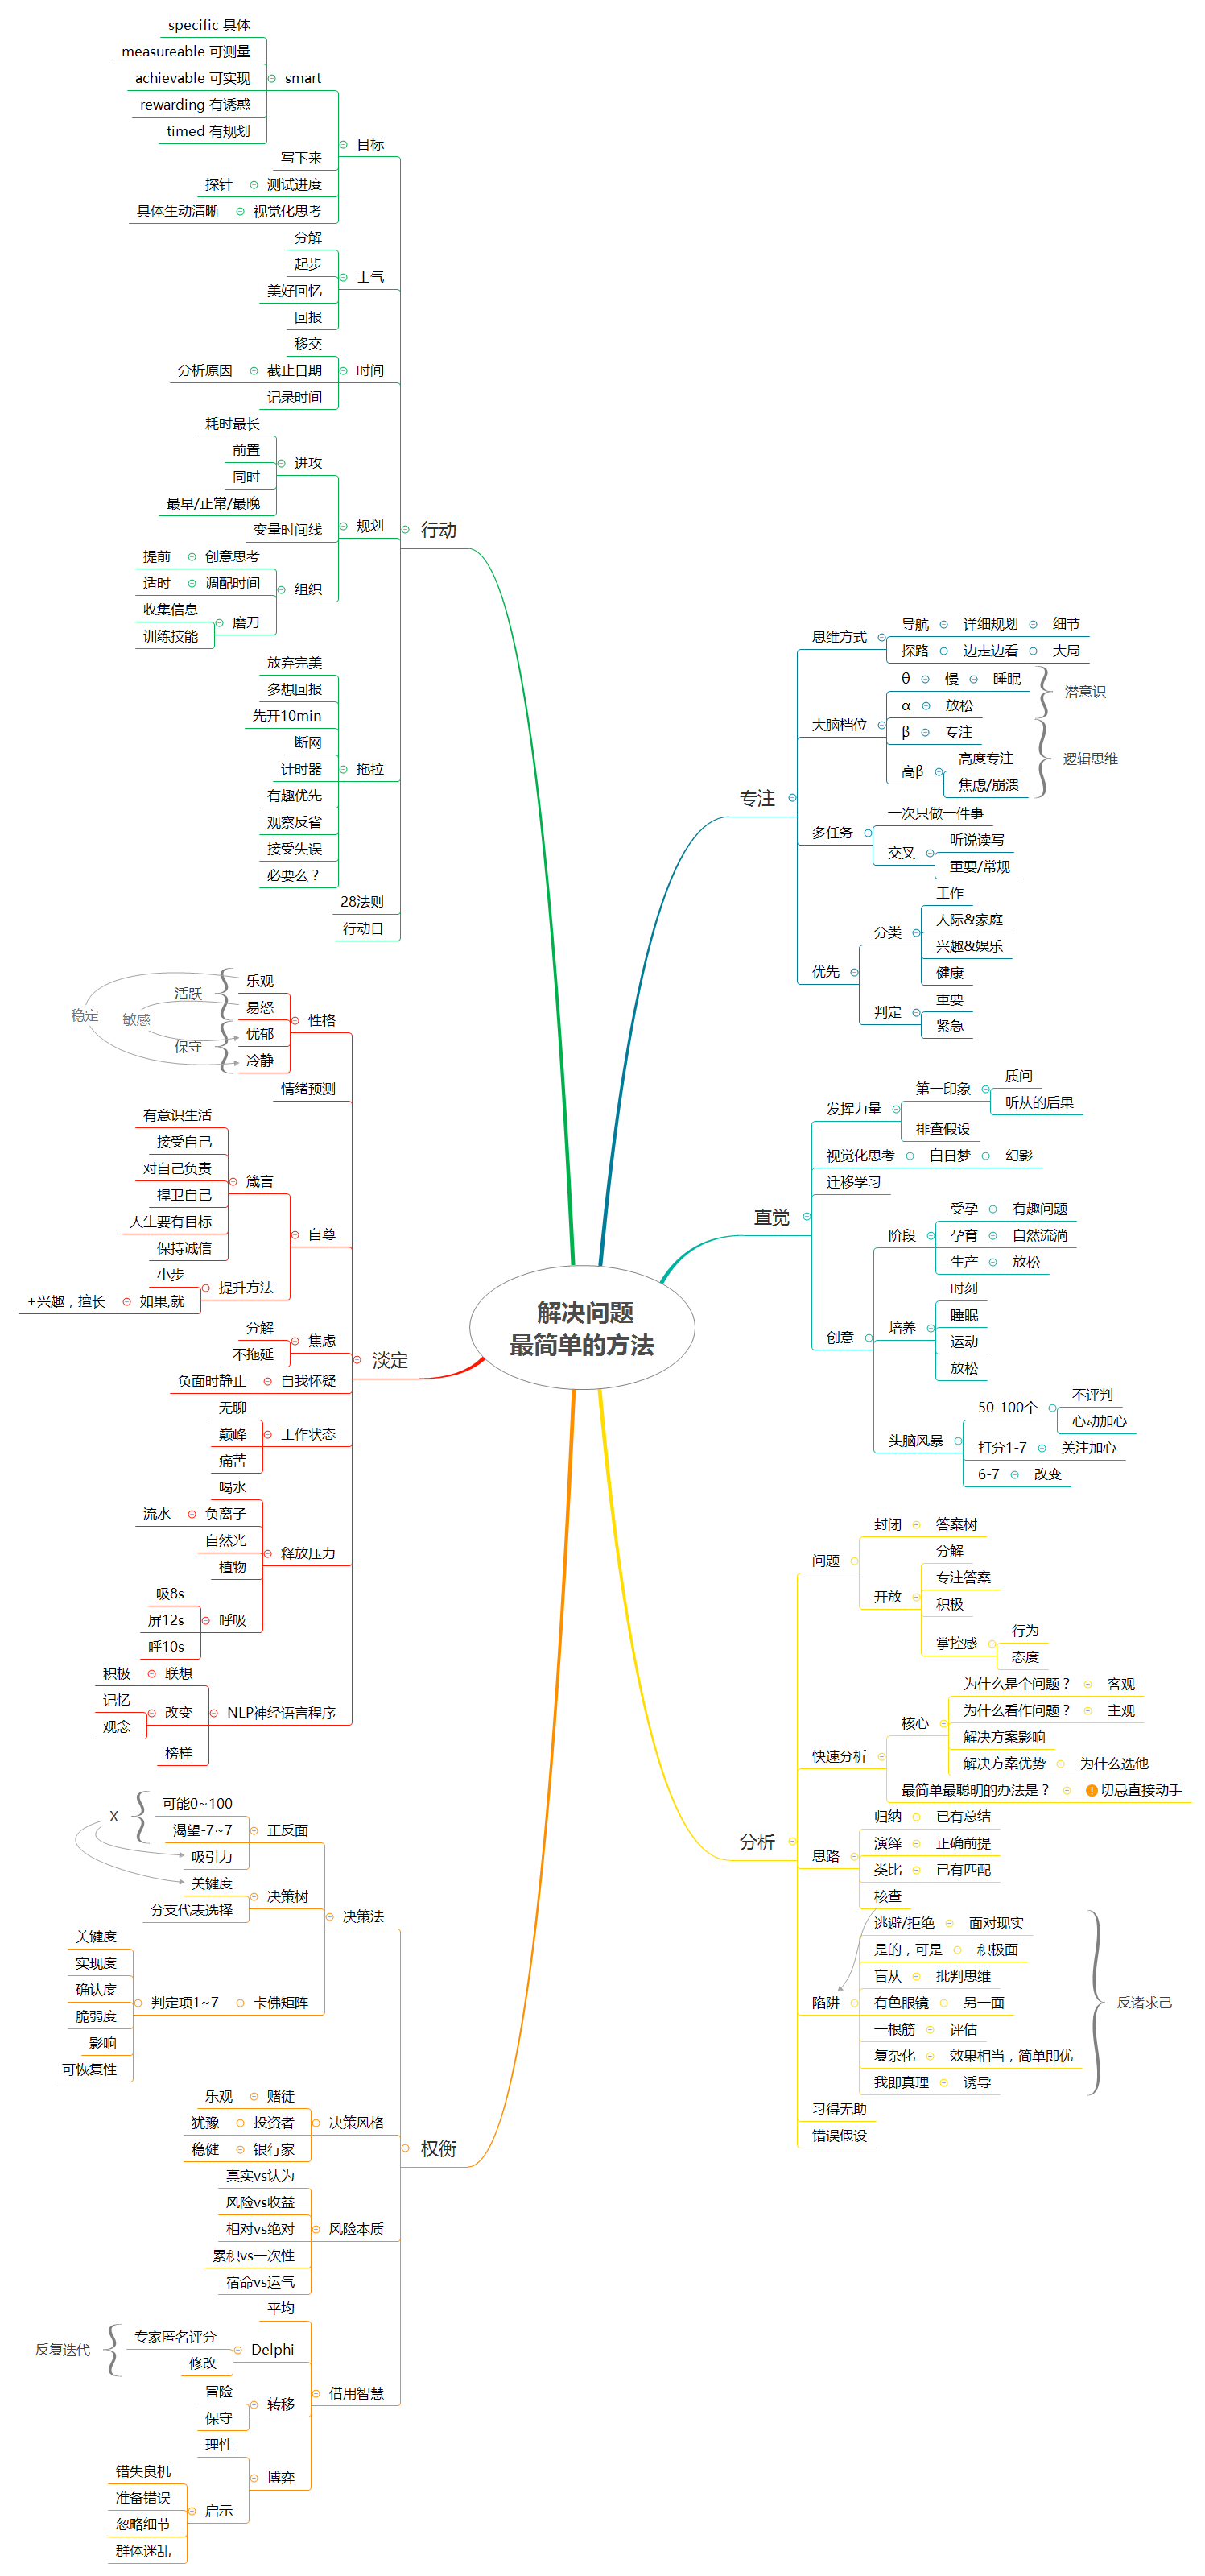 解决问题
最简单的方法
专注
思维方式
导航
详细规划
细节
探路
边走边看
大局
大脑档位
θ
慢
睡眠
α
放松
潜意识
β
专注
高β
高度专注
焦虑/崩溃
逻辑思维
多任务
一次只做一件事
交叉
听说读写
重要/常规
优先
分类
工作
人际&家庭
兴趣&娱乐
健康
判定
重要
紧急
直觉
发挥力量
第一印象
质问
听从的后果
排查假设
视觉化思考
白日梦
幻影
迁移学习
创意
阶段
受孕
有趣问题
孕育
自然流淌
生产
放松
培养
时刻
睡眠
运动
放松
头脑风暴
50-100个
不评判
心动加心
打分1-7
关注加心
6-7
改变
分析
问题
封闭
答案树
开放
分解
专注答案
积极
掌控感
行为
态度
快速分析
核心
为什么是个问题？
客观
为什么看作问题？
主观
解决方案影响
解决方案优势
为什么选他
最简单最聪明的办法是？
切忌直接动手
思路
归纳
已有总结
演绎
正确前提
类比
已有匹配
核查
陷阱
逃避/拒绝
面对现实
是的，可是
积极面
盲从
批判思维
有色眼镜
另一面
一根筋
评估
复杂化
效果相当，简单即优
我即真理
诱导
反诸求己
习得无助
错误假设
行动
目标
smart
specific 具体
measureable 可测量
achievable 可实现
rewarding 有诱惑
timed 有规划
写下来
测试进度
探针
视觉化思考
具体生动清晰
士气
分解
起步
美好回忆
回报
时间
移交
截止日期
分析原因
记录时间
规划
进攻
耗时最长
前置
同时
最早/正常/最晚
变量时间线
组织
创意思考
提前
调配时间
适时
磨刀
收集信息
训练技能
拖拉
放弃完美
多想回报
先开10min
断网
计时器
有趣优先
观察反省
接受失误
必要么？
28法则
行动日
淡定
性格
乐观
易怒
忧郁
冷静
活跃
保守
敏感
稳定
情绪预测
自尊
箴言
有意识生活
接受自己
对自己负责
捍卫自己
人生要有目标
保持诚信
提升方法
小步
如果,就
+兴趣，擅长
焦虑
分解
不拖延
自我怀疑
负面时静止
工作状态
无聊
巅峰
痛苦
释放压力
喝水
负离子
流水
自然光
植物
呼吸
吸8s
屏12s
呼10s
NLP神经语言程序
联想
积极
改变
记忆
观念
榜样
权衡
决策法
正反面
可能0~100
渴望-7~7
X
吸引力
决策树
关键度
分支代表选择
卡佛矩阵
判定项1~7
关键度
实现度
确认度
脆弱度
影响
可恢复性
决策风格
赌徒
乐观
投资者
犹豫
银行家
稳健
风险本质
真实vs认为
风险vs收益
相对vs绝对
累积vs一次性
宿命vs运气
借用智慧
平均
Delphi
专家匿名评分
修改
反复迭代
转移
冒险
保守
博弈
理性
启示
错失良机
准备错误
忽略细节
群体迷乱